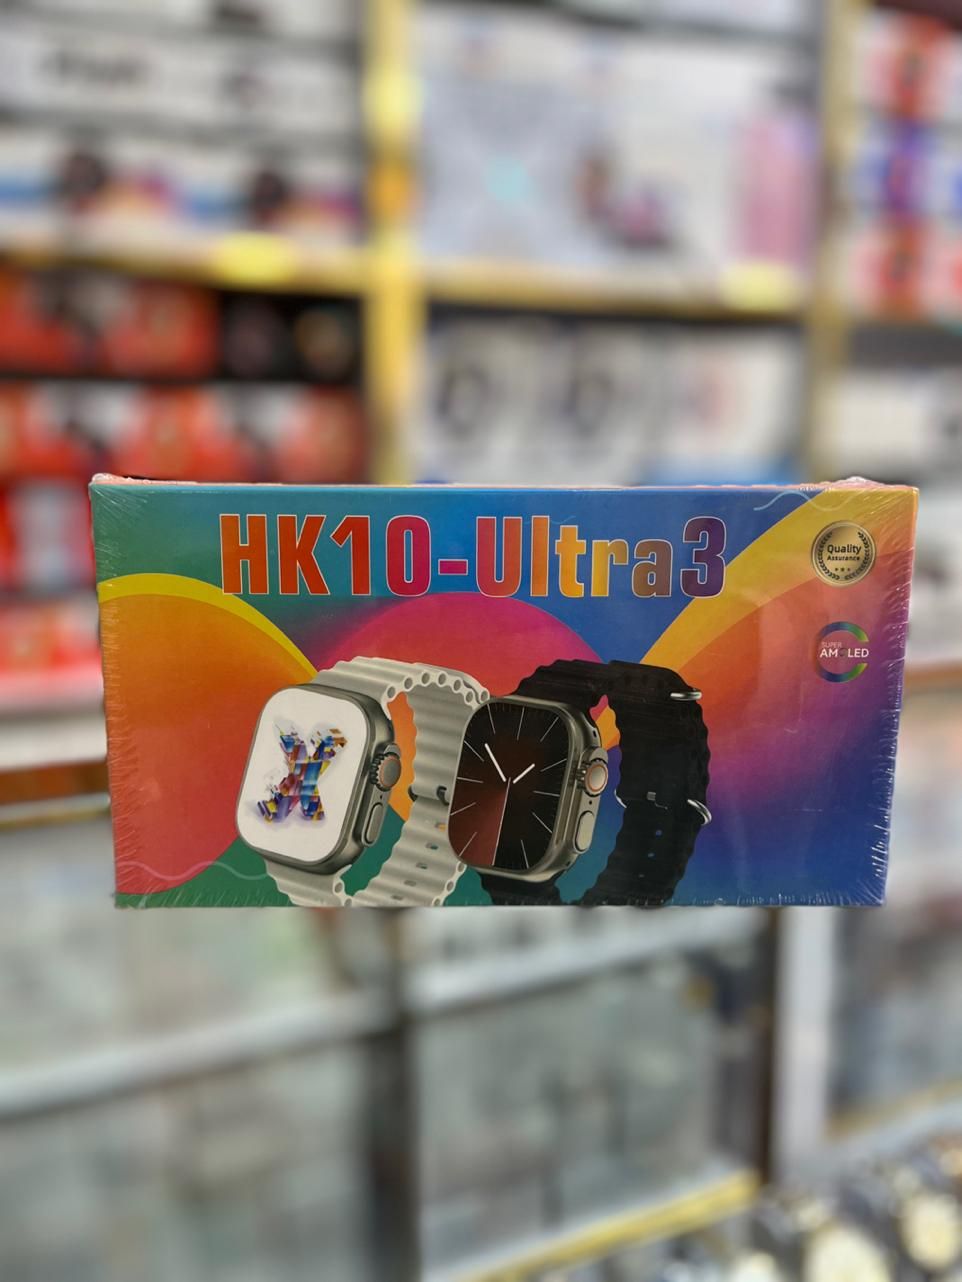 HK10-Ultra3
Quality
Assurance
SUPER
AMOLED